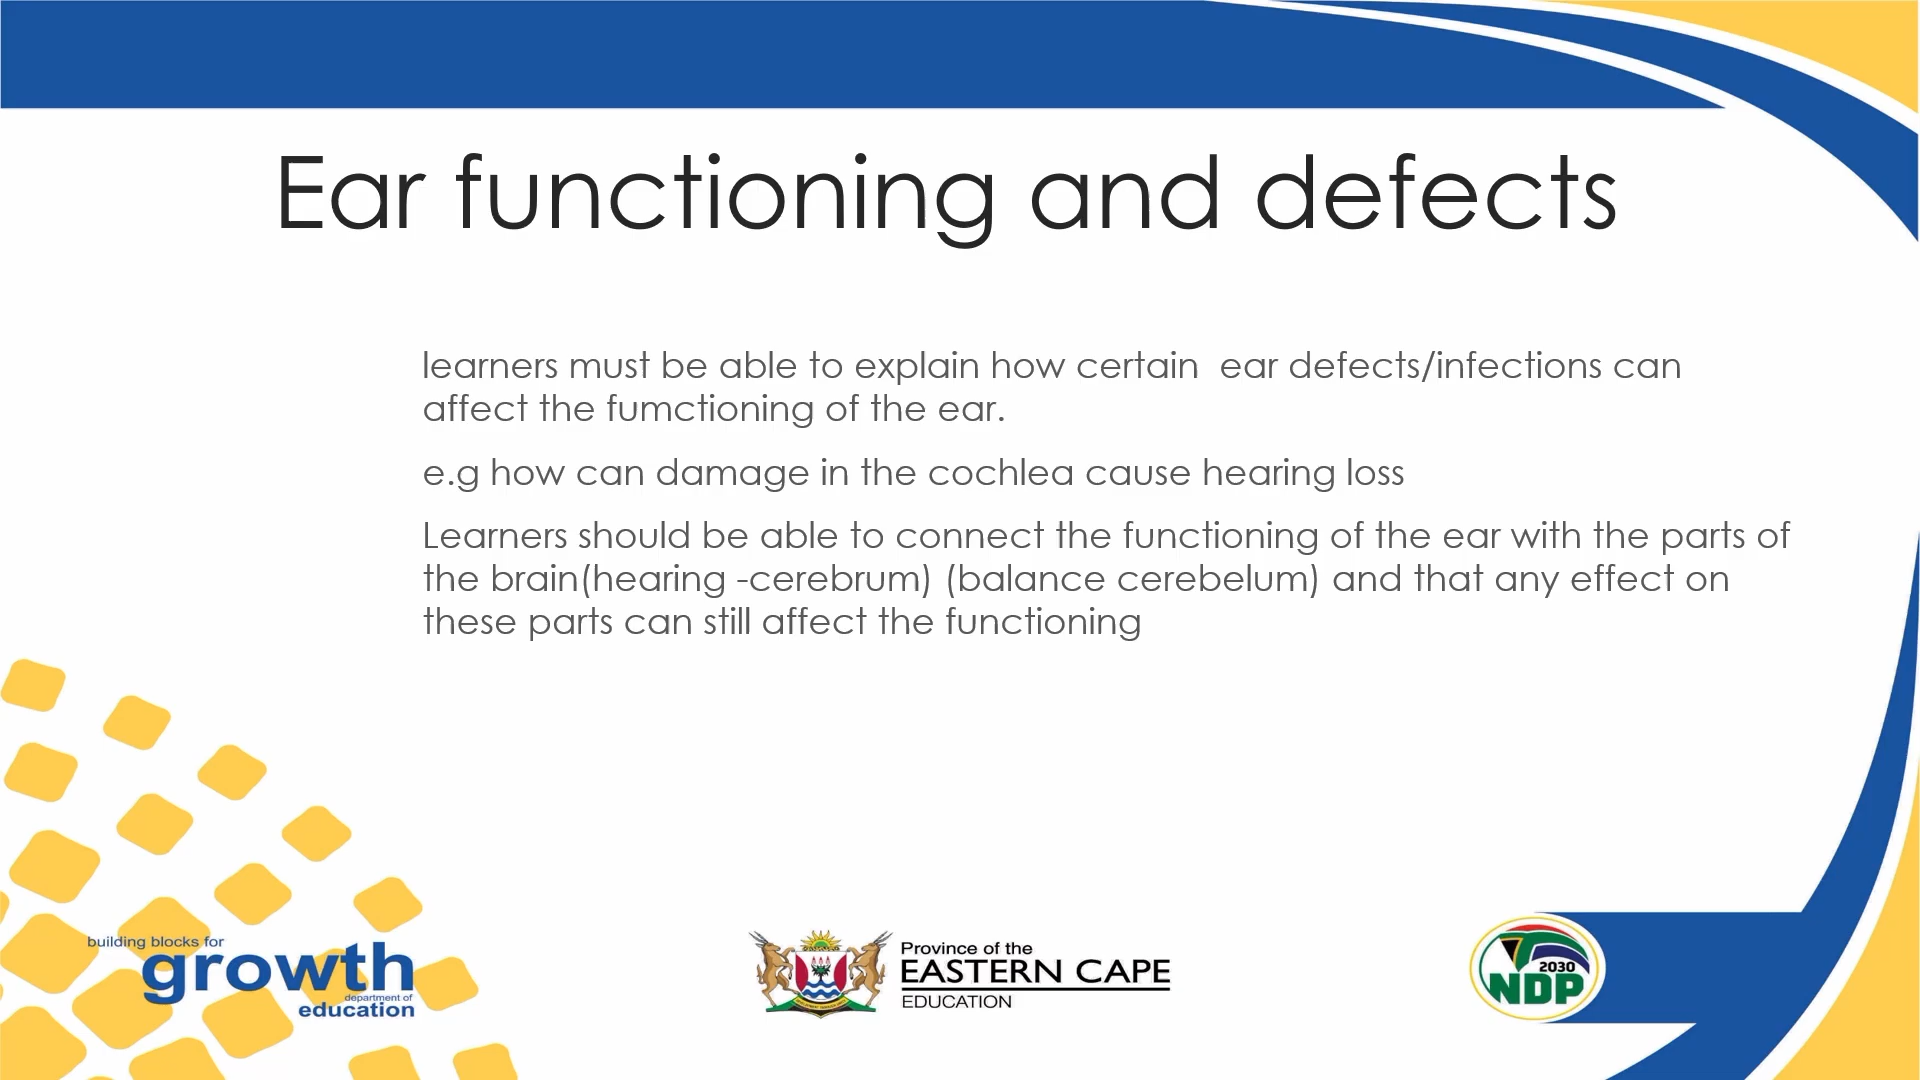 Ear functioning and defects
learners must be able to explain how certain  ear defects/infections can
affect the fumctioning of the ear.
e.g how can damage in the cochlea cause hearing loss
Learners should be able to connect the functioning of the ear with the parts of
the brain(hearing -cerebrum) (balance cerebelum) and that any effect on
these parts can still affect the functioning
building blocks for
growth
department of
education
Province of the
EASTERN CAPE
EDUCATION
2030
NDP